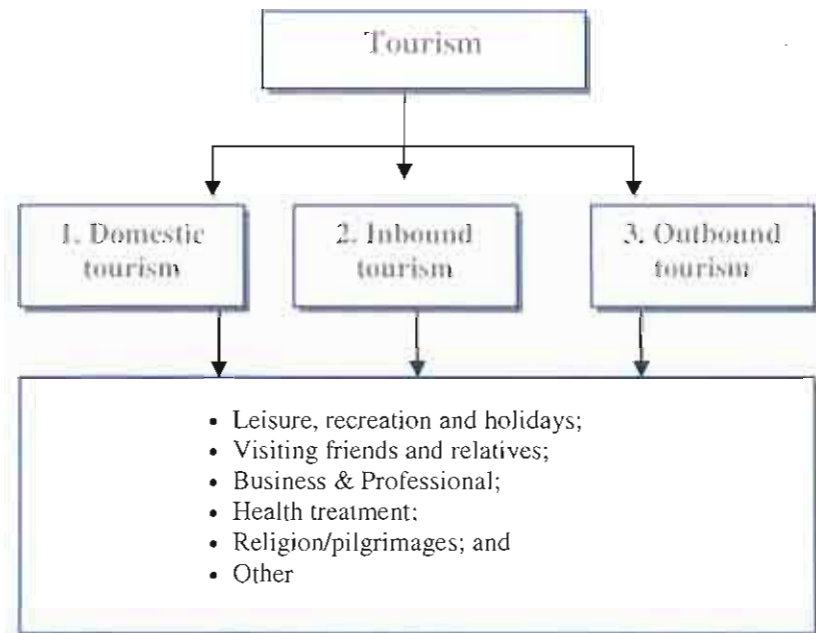 Tourism
1. Domestic
tourism
2. Inbound
tourism
3. Outbound
tourism
• Leisure, recreation and holidays;
• Visiting friends and relatives;
• Business & Professional;
• Health treatment;
• Religion/pilgrimages; and
• Other